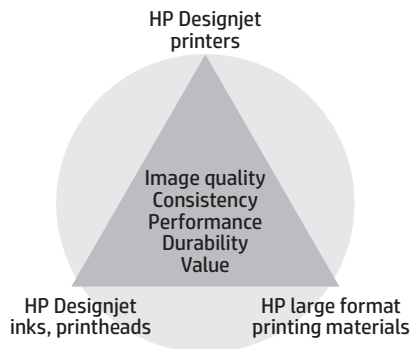 HP Designjet
printers
Image quality
Consistency
Performance
Durability
Value
HP Designjet
inks, printheads
HP large format
printing materials